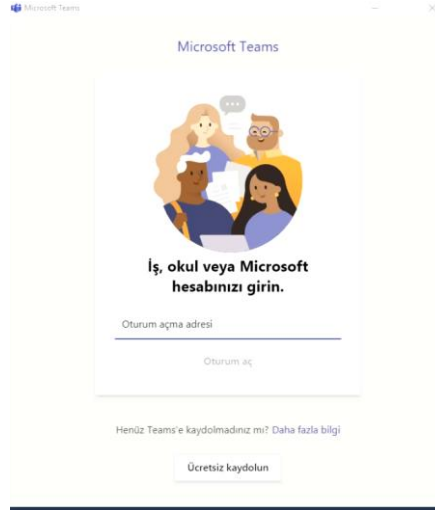 Microsoft Teams
Microsoft Teams
İş, okul veya Microsoft
hesabınızı girin.
Oturum açma adresi
Oturum aç
Henüz Teams'e kaydolmadınız mı? Daha fazla bilgi
Ücretsiz kaydolun